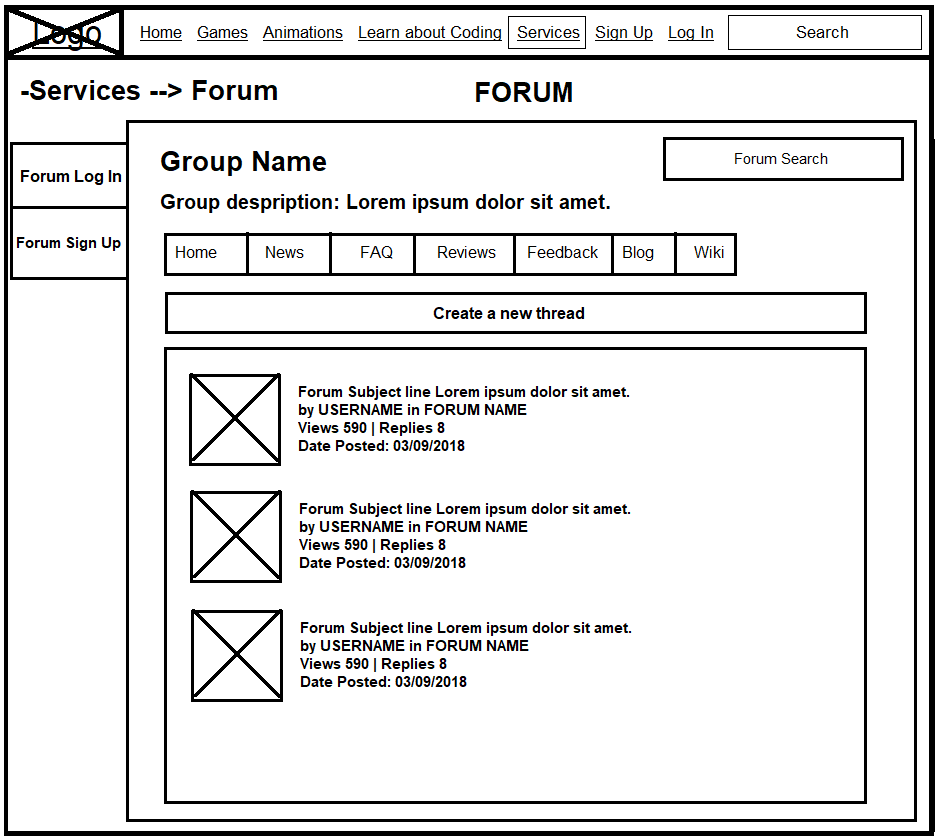 Logo Home Games Animations Learn about Coding Services Sign Up Log In Search
-Services --> Forum FORUM
Forum Log In
Forum Sign Up
Group Name
Forum Search
Group despription: Lorem ipsum dolor sit amet.
Home News FAQ Reviews Feedback Blog Wiki
Create a new thread
Forum Subject line Lorem ipsum dolor sit amet.
by USERNAME in FORUM NAME
Views 590 | Replies 8
Date Posted: 03/09/2018
Forum Subject line Lorem ipsum dolor sit amet.
by USERNAME in FORUM NAME
Views 590 | Replies 8
Date Posted: 03/09/2018
Forum Subject line Lorem ipsum dolor sit amet.
by USERNAME in FORUM NAME
Views 590 | Replies 8
Date Posted: 03/09/2018